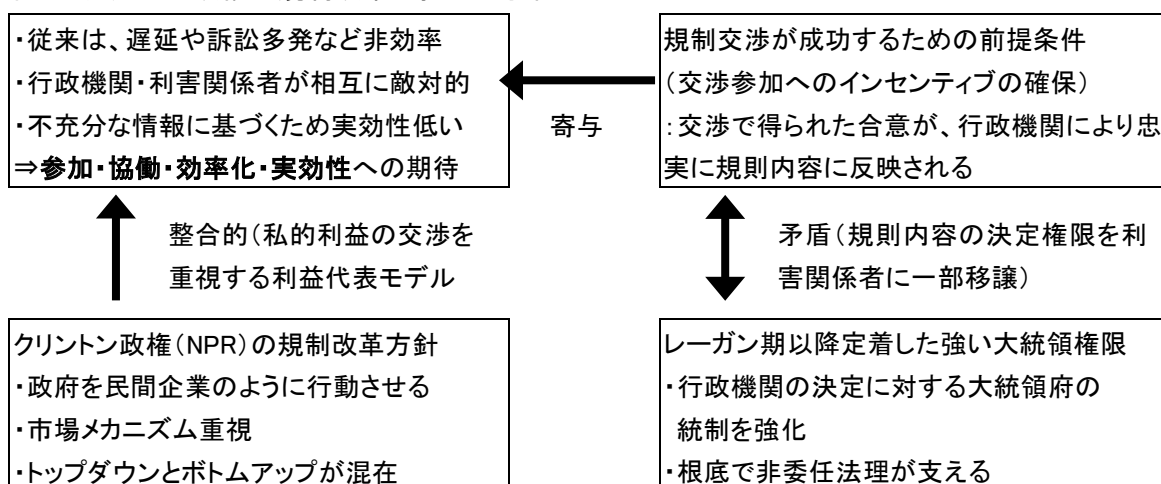 ・従来は、遅延や訴訟多発など非効率
・行政機関・利害関係者が相互に敵対的
・不充分な情報に基づくため実効性低い
⇒参加・協働・効率化・実効性への期待
寄与
規制交渉が成功するための前提条件
(交渉参加へのインセンティブの確保)
:交渉で得られた合意が、行政機関により忠
実に規則内容に反映される
整合的(私的利益の交渉を
重視する利益代表モデル
矛盾(規則内容の決定権限を利
害関係者に一部移譲)
クリントン政権(NPR)の規制改革方針
・政府を民間企業のように行動させる
・市場メカニズム重視
・トップダウンとボトムアップが混在
レーガン期以降定着した強い大統領権限
・行政機関の決定に対する大統領府の
統制を強化
・根底で非委任法理が支える